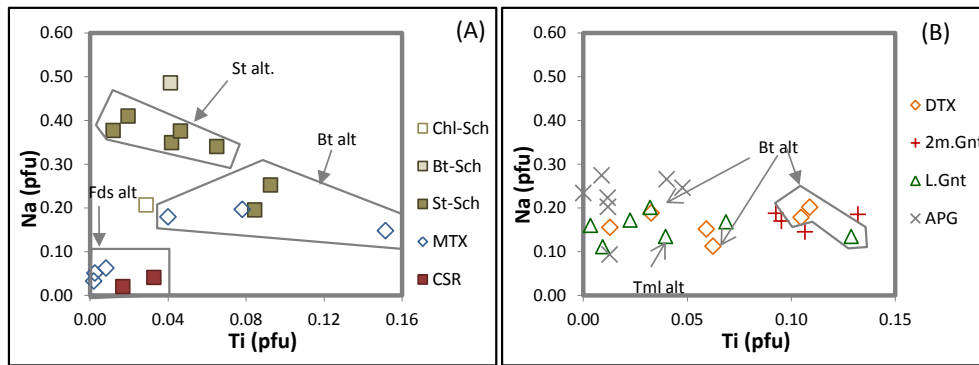 (A)
0.60
0.50
0.40
0.30
0.20
0.10
0.00
Na (pfu)
0.00 0.04 0.08 0.12 0.16
Ti (pfu)
St alt.
Bt alt
Fds alt
Chl-Sch
Bt-Sch
St-Sch
MTX
CSR
(B)
0.60
0.50
0.40
0.30
0.20
0.10
0.00
Na (pfu)
0.00 0.05 0.10 0.15
Ti (pfu)
Bt alt
Tml alt
DTX
2m.Gnt
L.Gnt
APG